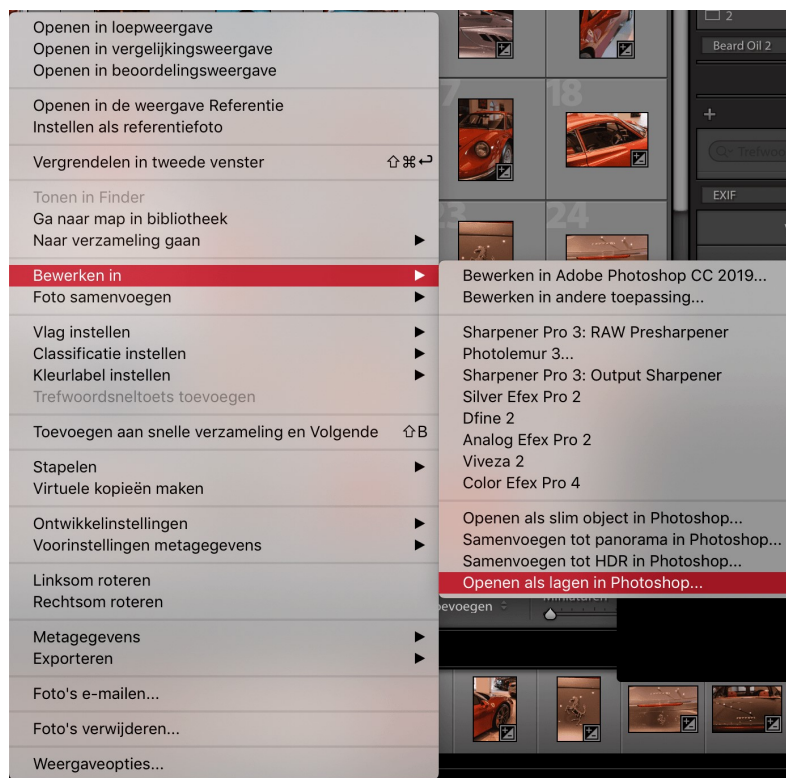 Openen in loepweergave
Openen in vergelijkingsweergave
Openen in beoordelingsweergave
Openen in de weergave Referentie
Instellen als referentiefoto
Vergrendelen in tweede venster ⇧⌘↩
Tonen in Finder
Ga naar map in bibliotheek
Naar verzameling gaan
Bewerken in
Foto samenvoegen
Vlag instellen
Classificatie instellen
Kleurlabel instellen
Trefwoordsneltoets toevoegen
Toevoegen aan snelle verzameling en Volgende ⇧B
Stapelen
Virtuele kopieën maken
Ontwikkelinstellingen
Voorinstellingen metagegevens
Linksom roteren
Rechtsom roteren
Metagegevens
Exporteren
Foto's e-mailen...
Foto's verwijderen...
Weergaveopties...
Bewerken in Adobe Photoshop CC 2019...
Bewerken in andere toepassing...
Sharpener Pro 3: RAW Presharpener
Photolemur 3...
Sharpener Pro 3: Output Sharpener
Silver Efex Pro 2
Dfine 2
Analog Efex Pro 2
Viveza 2
Color Efex Pro 4
Openen als slim object in Photoshop...
Samenvoegen tot panorama in Photoshop...
Samenvoegen tot HDR in Photoshop...
Openen als lagen in Photoshop...
2
Beard Oil 2
18
EXIF
24